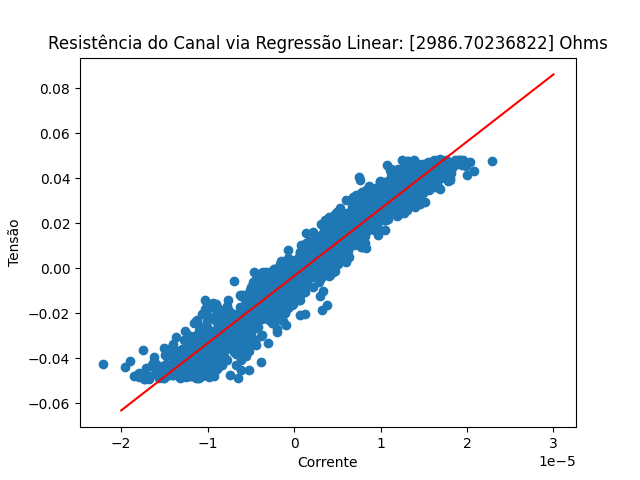 Resistência do Canal via Regressão Linear: [2986.70236822] Ohms
0.08
0.06
0.04
0.02
0.00
−0.02
−0.04
−0.06
Tensão
−2 −1 0 1 2 3
1e−5
Corrente